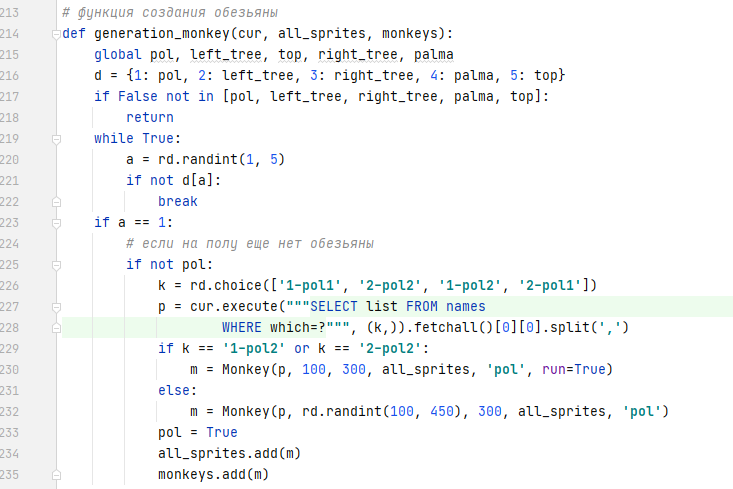 213 # функция создания обезьяны
214 def generation_monkey(cur, all_sprites, monkeys):
215     global pol, left_tree, top, right_tree, palma
216     d = {1: pol, 2: left_tree, 3: right_tree, 4: palma, 5: top}
217     if False not in [pol, left_tree, right_tree, palma, top]:
218         return
219     while True:
220         a = rd.randint(1, 5)
221         if not d[a]:
222             break
223     if a == 1:
224         # если на полу еще нет обезьяны
225         if not pol:
226             k = rd.choice(['1-pol1', '2-pol2', '1-pol2', '2-pol1'])
227             p = cur.execute("""SELECT list FROM names
228                     WHERE which=?""", (k,)).fetchall()[0][0].split(',')
229             if k == '1-pol2' or k == '2-pol2':
230                 m = Monkey(p, 100, 300, all_sprites, 'pol', run=True)
231             else:
232                 m = Monkey(p, rd.randint(100, 450), 300, all_sprites, 'pol')
233             pol = True
234             all_sprites.add(m)
235             monkeys.add(m)